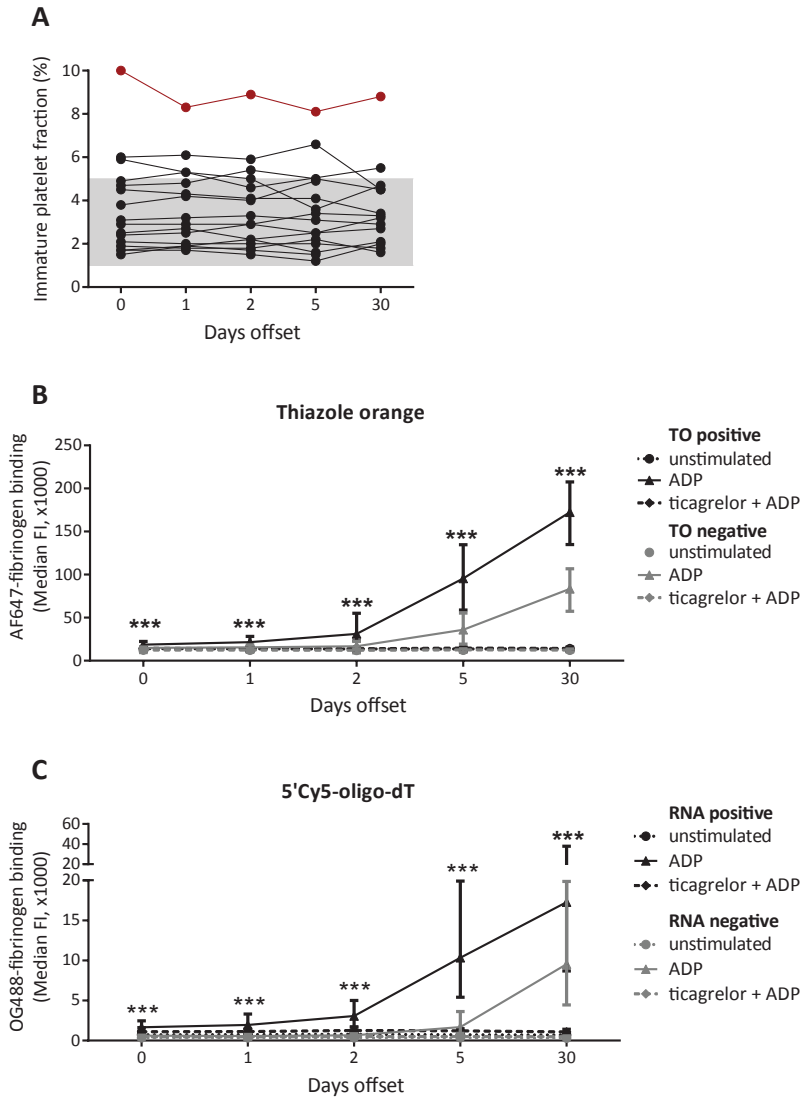 A
Immature platelet fraction (%)
10
8
6
4
2
0
0 1 2 5 30
Days offset
B
Thiazole orange
AF647-fibrinogen binding
(Median FI, x1000)
250
200
150
100
50
0
*** *** *** *** ***
0 1 2 5 30
Days offset
TO positive
unstimulated
ADP
ticagrelor + ADP
TO negative
unstimulated
ADP
ticagrelor + ADP
C
5'Cy5-oligo-dT
OG488-fibrinogen binding
(Median FI, x1000)
60
40
20
20
15
10
5
0
*** *** *** *** ***
0 1 2 5 30
Days offset
RNA positive
unstimulated
ADP
ticagrelor + ADP
RNA negative
unstimulated
ADP
ticagrelor + ADP